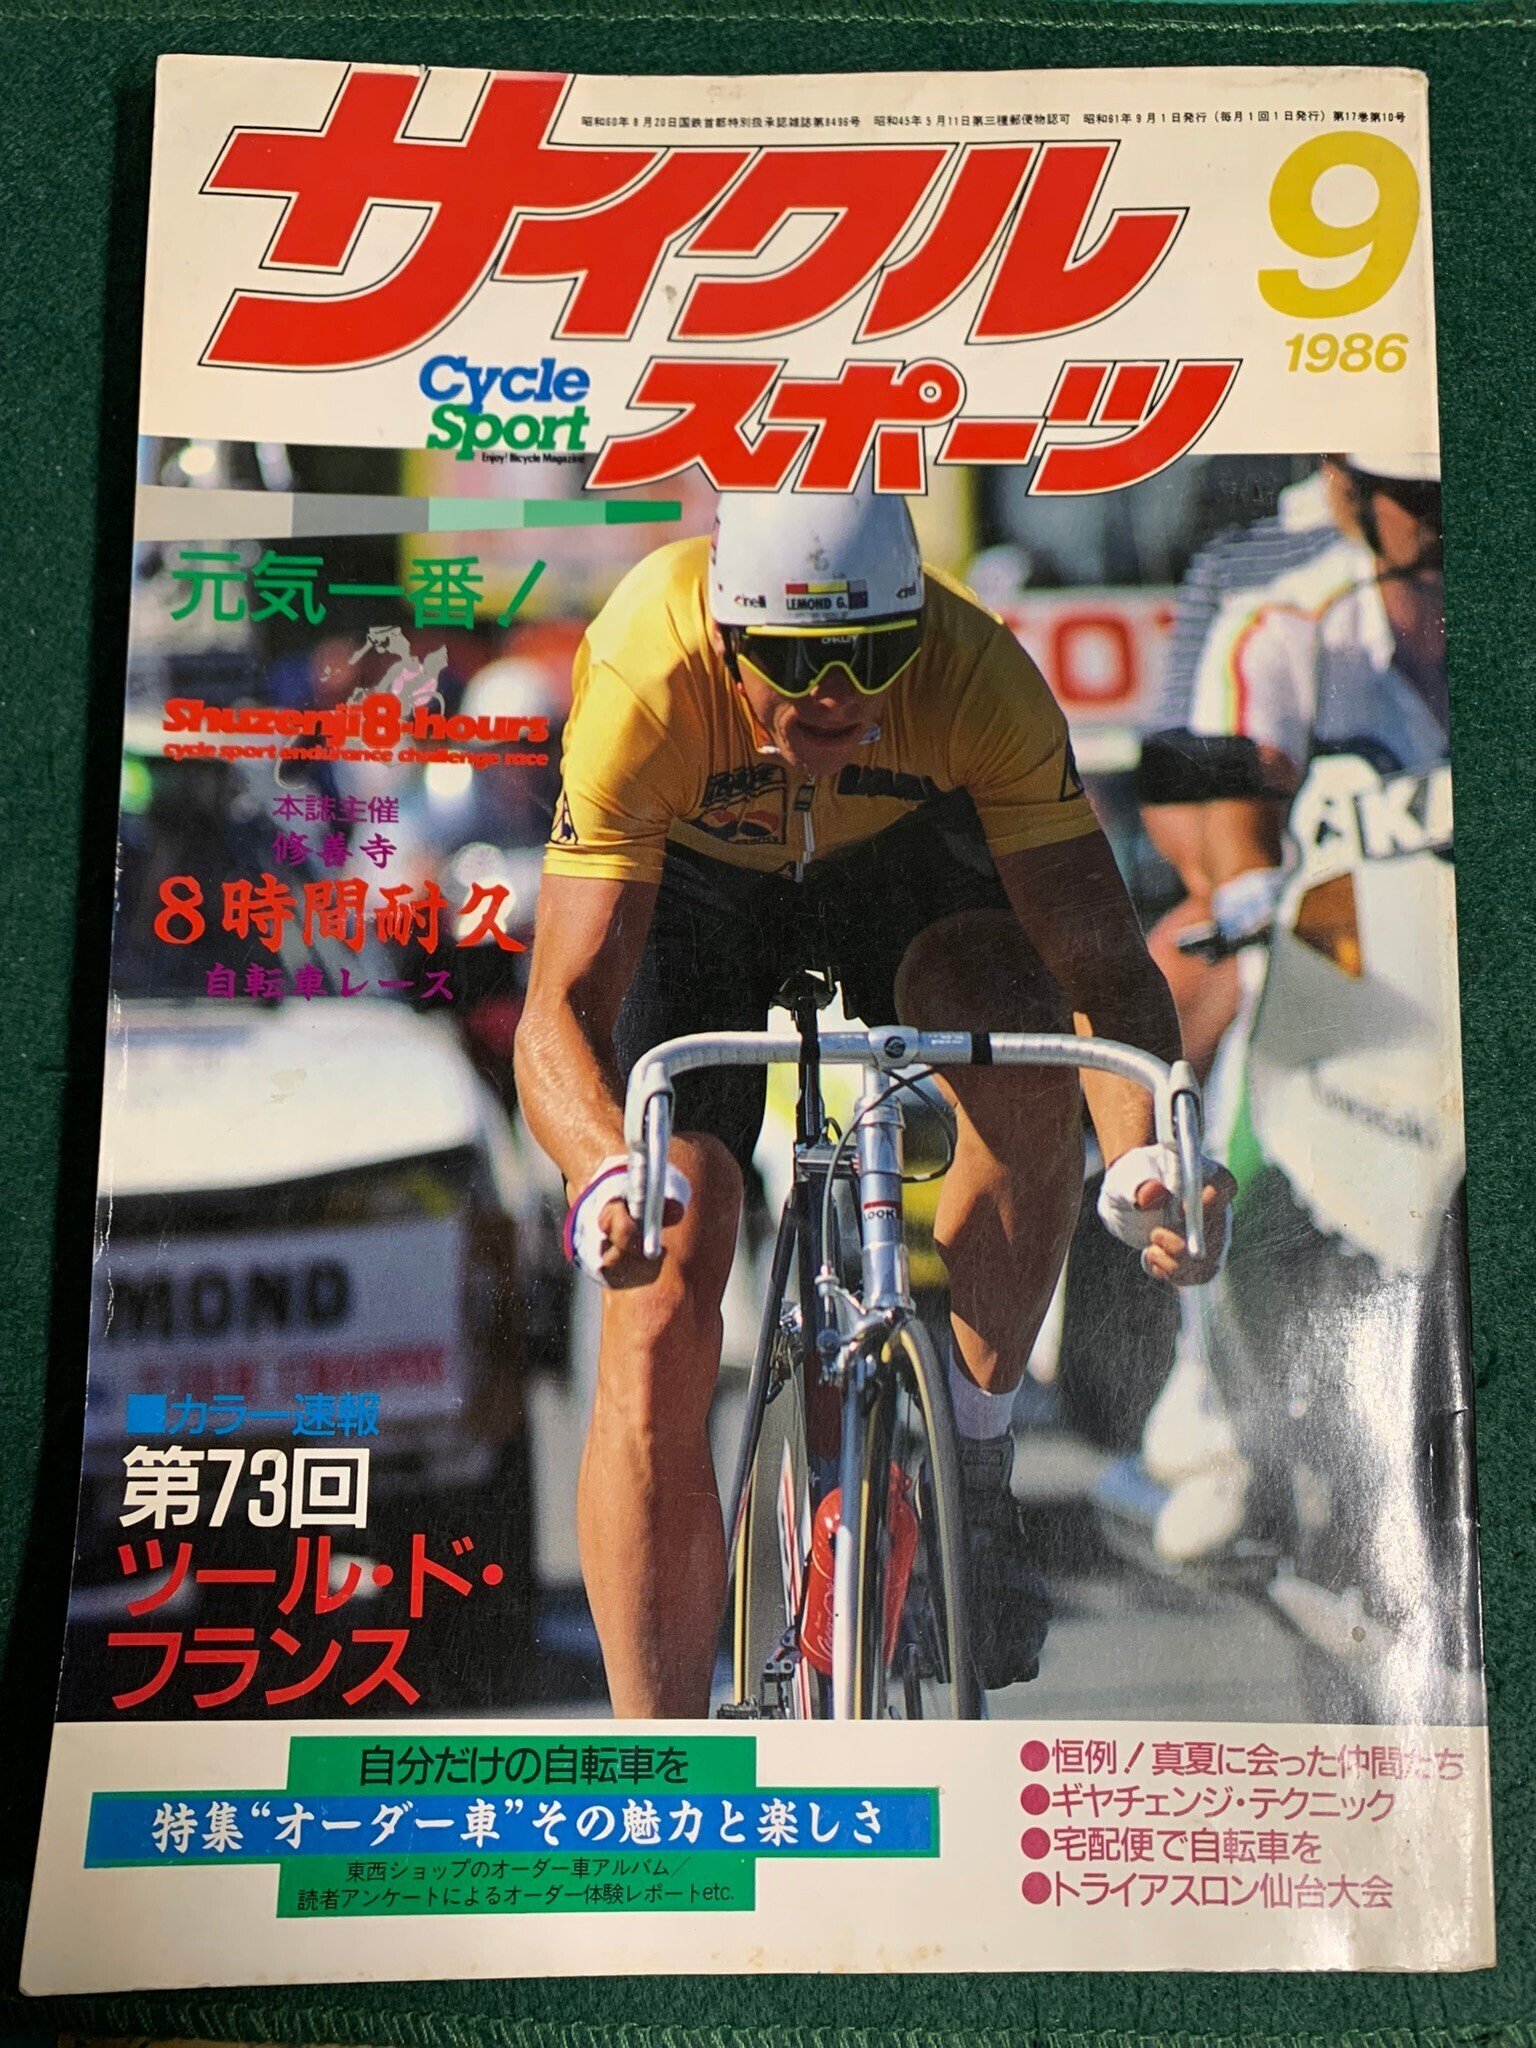 昭和60年8月20日国鉄首都特別扱承認雑誌第8496号 昭和45年5月11日第三種郵便物認可 昭和61年9月1日発行(毎月1回1日発行)第17巻第10号
サイクル
スポーツ
9
1986
Cycle
Sport
Enjoy! Bicycle Magazine
元気一番!
Shuzenji 8-hours
cycle sport endurance challenge race
本誌主催
修善寺
8時間耐久
自転車レース
cinelli
LEMOND G.
OAKLEY
LOOK
MOND
Kawasaki
■カラー速報
第73回
ツール・ド・
フランス
自分だけの自転車を
特集“オーダー車”その魅力と楽しさ
東西ショップのオーダー車アルバム/
読者アンケートによるオーダー体験レポートetc.
●恒例!真夏に会った仲間たち
●ギヤチェンジ・テクニック
●宅配便で自転車を
●トライアスロン仙台大会